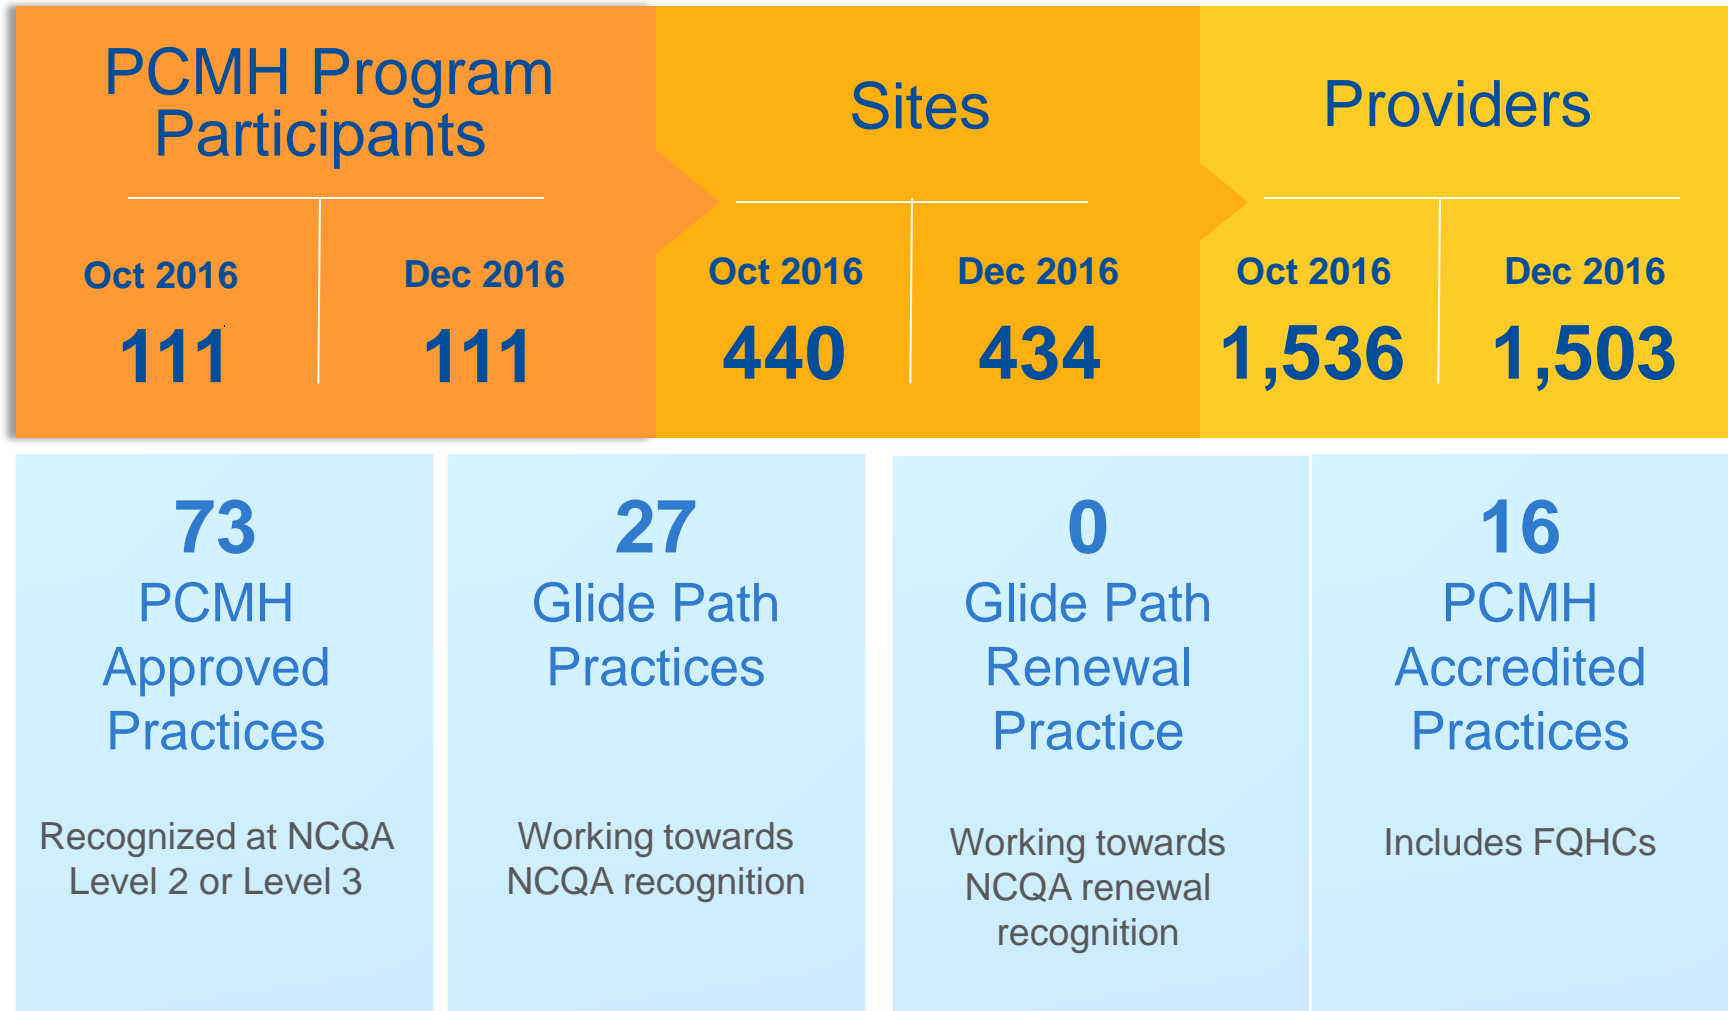 PCMH Program
Participants
Oct 2016
Dec 2016
111
111
Sites
Oct 2016
Dec 2016
440
434
Providers
Oct 2016
Dec 2016
1,536
1,503
73
PCMH
Approved
Practices
Recognized at NCQA
Level 2 or Level 3
27
Glide Path
Practices
Working towards
NCQA recognition
0
Glide Path
Renewal
Practice
Working towards
NCQA renewal
recognition
16
PCMH
Accredited
Practices
Includes FQHCs